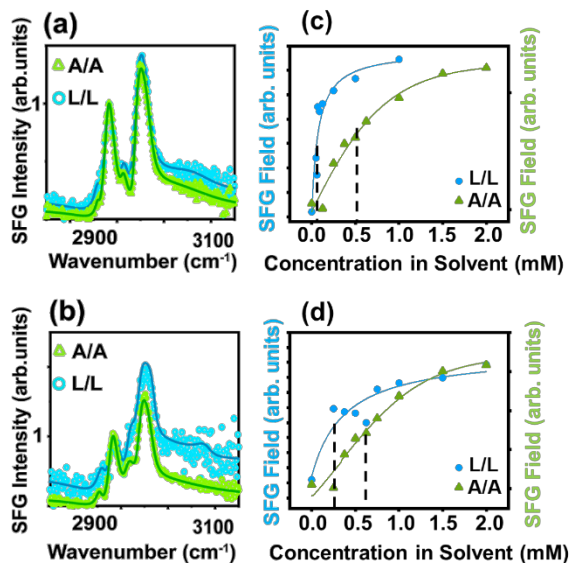 (a)
A/A
L/L
1
SFG Intensity (arb.units)
2900 3100
Wavenumber (cm-1)
(c)
SFG Field (arb. units)
SFG Field (arb. units)
L/L
A/A
0.0 0.5 1.0 1.5 2.0
Concentration in Solvent (mM)
(b)
A/A
L/L
1
SFG Intensity (arb.units)
2900 3100
Wavenumber (cm-1)
(d)
SFG Field (arb. units)
SFG Field (arb. units)
L/L
A/A
0.0 0.5 1.0 1.5 2.0
Concentration in Solvent (mM)